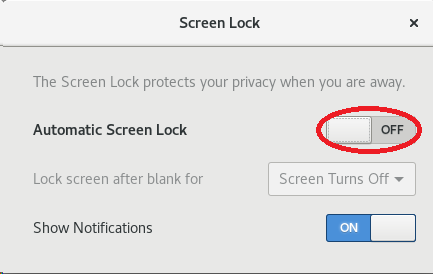 Screen Lock ×
The Screen Lock protects your privacy when you are away.
Automatic Screen Lock OFF
Lock screen after blank for Screen Turns Off
Show Notifications ON